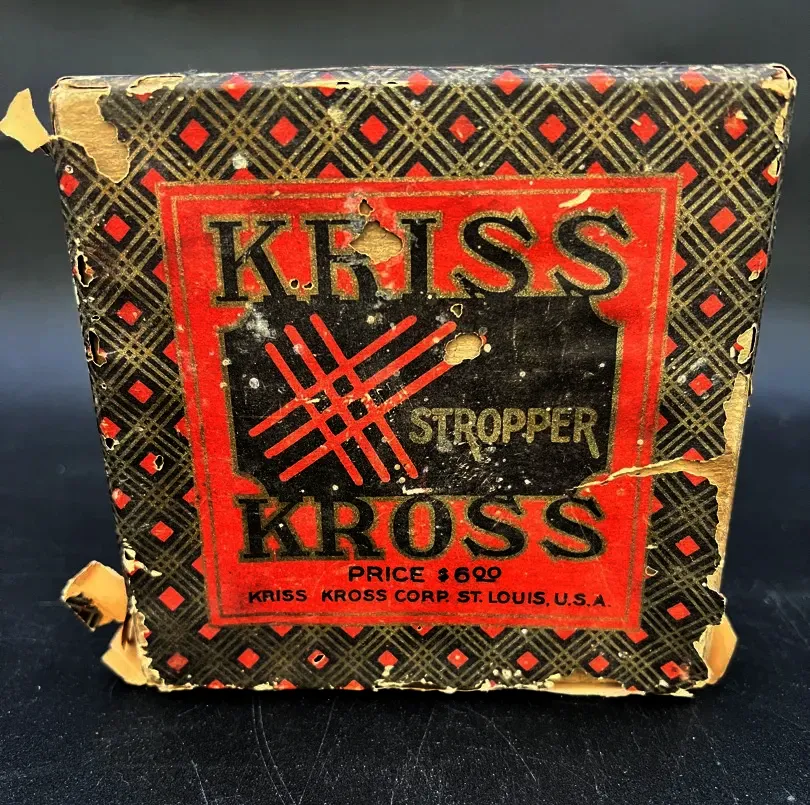 KRISS
STROPPER
KROSS
PRICE $6.00
KRISS KROSS CORP. ST. LOUIS, U.S.A.